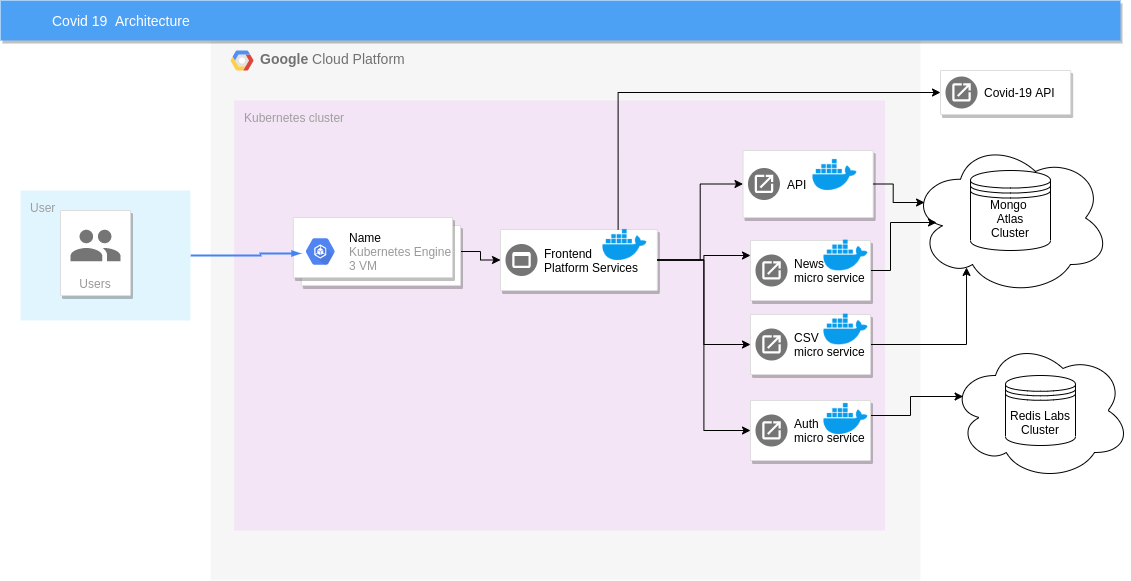 Covid 19  Architecture
Google Cloud Platform
Kubernetes cluster
User
Users
Name
Kubernetes Engine
3 VM
Frontend
Platform Services
Covid-19 API
API
News
micro service
CSV
micro service
Auth
micro service
Mongo
Atlas
Cluster
Redis Labs
Cluster